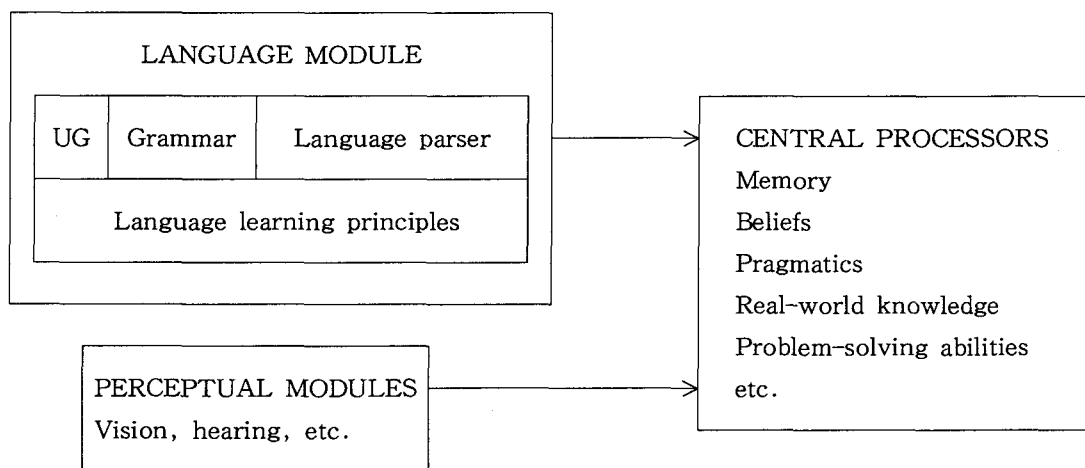 LANGUAGE MODULE
UG Grammar Language parser
Language learning principles
CENTRAL PROCESSORS
Memory
Beliefs
Pragmatics
Real-world knowledge
Problem-solving abilities
etc.
PERCEPTUAL MODULES
Vision, hearing, etc.